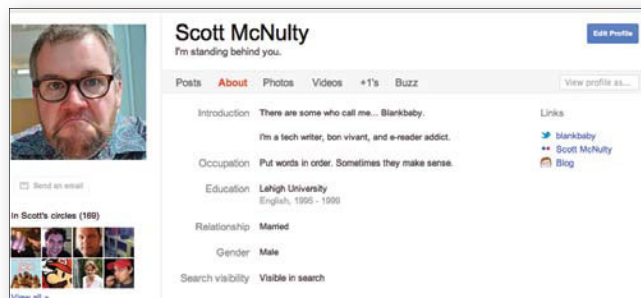 Scott McNulty
I'm standing behind you.
Edit Profile
Posts About Photos Videos +1's Buzz
View profile as...
Introduction There are some who call me... Blankbaby.
I'm a tech writer, bon vivant, and e-reader addict.
Occupation Put words in order. Sometimes they make sense.
Education Lehigh University
English, 1995 - 1999
Relationship Married
Gender Male
Search visibility Visible in search
Links
blankbaby
Scott McNulty
Blog
Send an email
In Scott's circles (169)
View all »